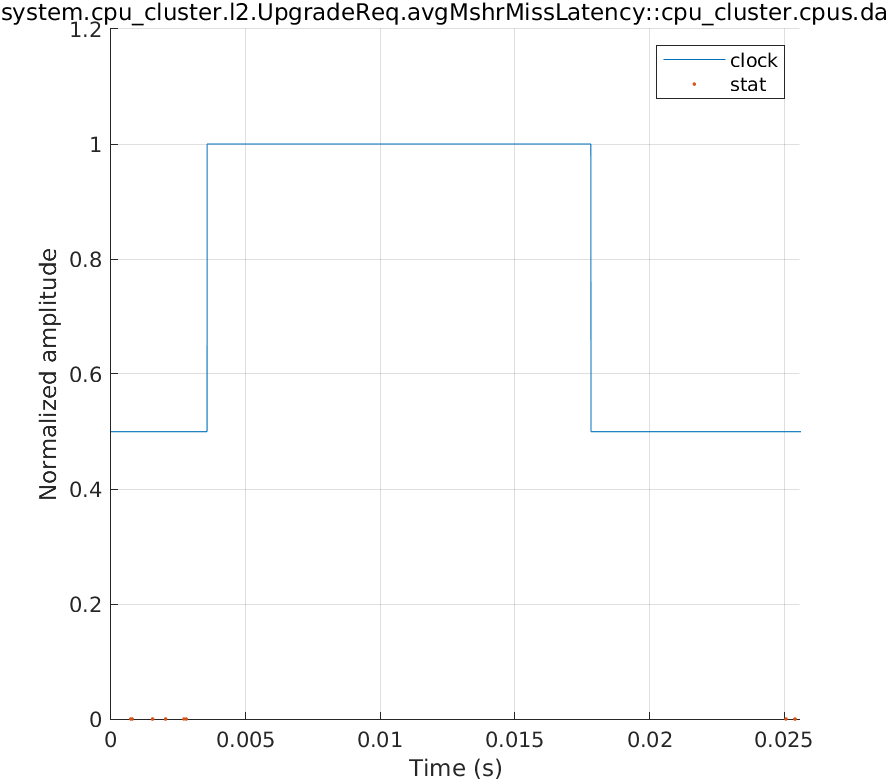 system.cpu_cluster.l2.UpgradeReq.avgMshrMissLatency::cpu_cluster.cpus.da
1.2
1
0.8
0.6
0.4
0.2
0
Normalized amplitude
clock
stat
0 0.005 0.01 0.015 0.02 0.025
Time (s)